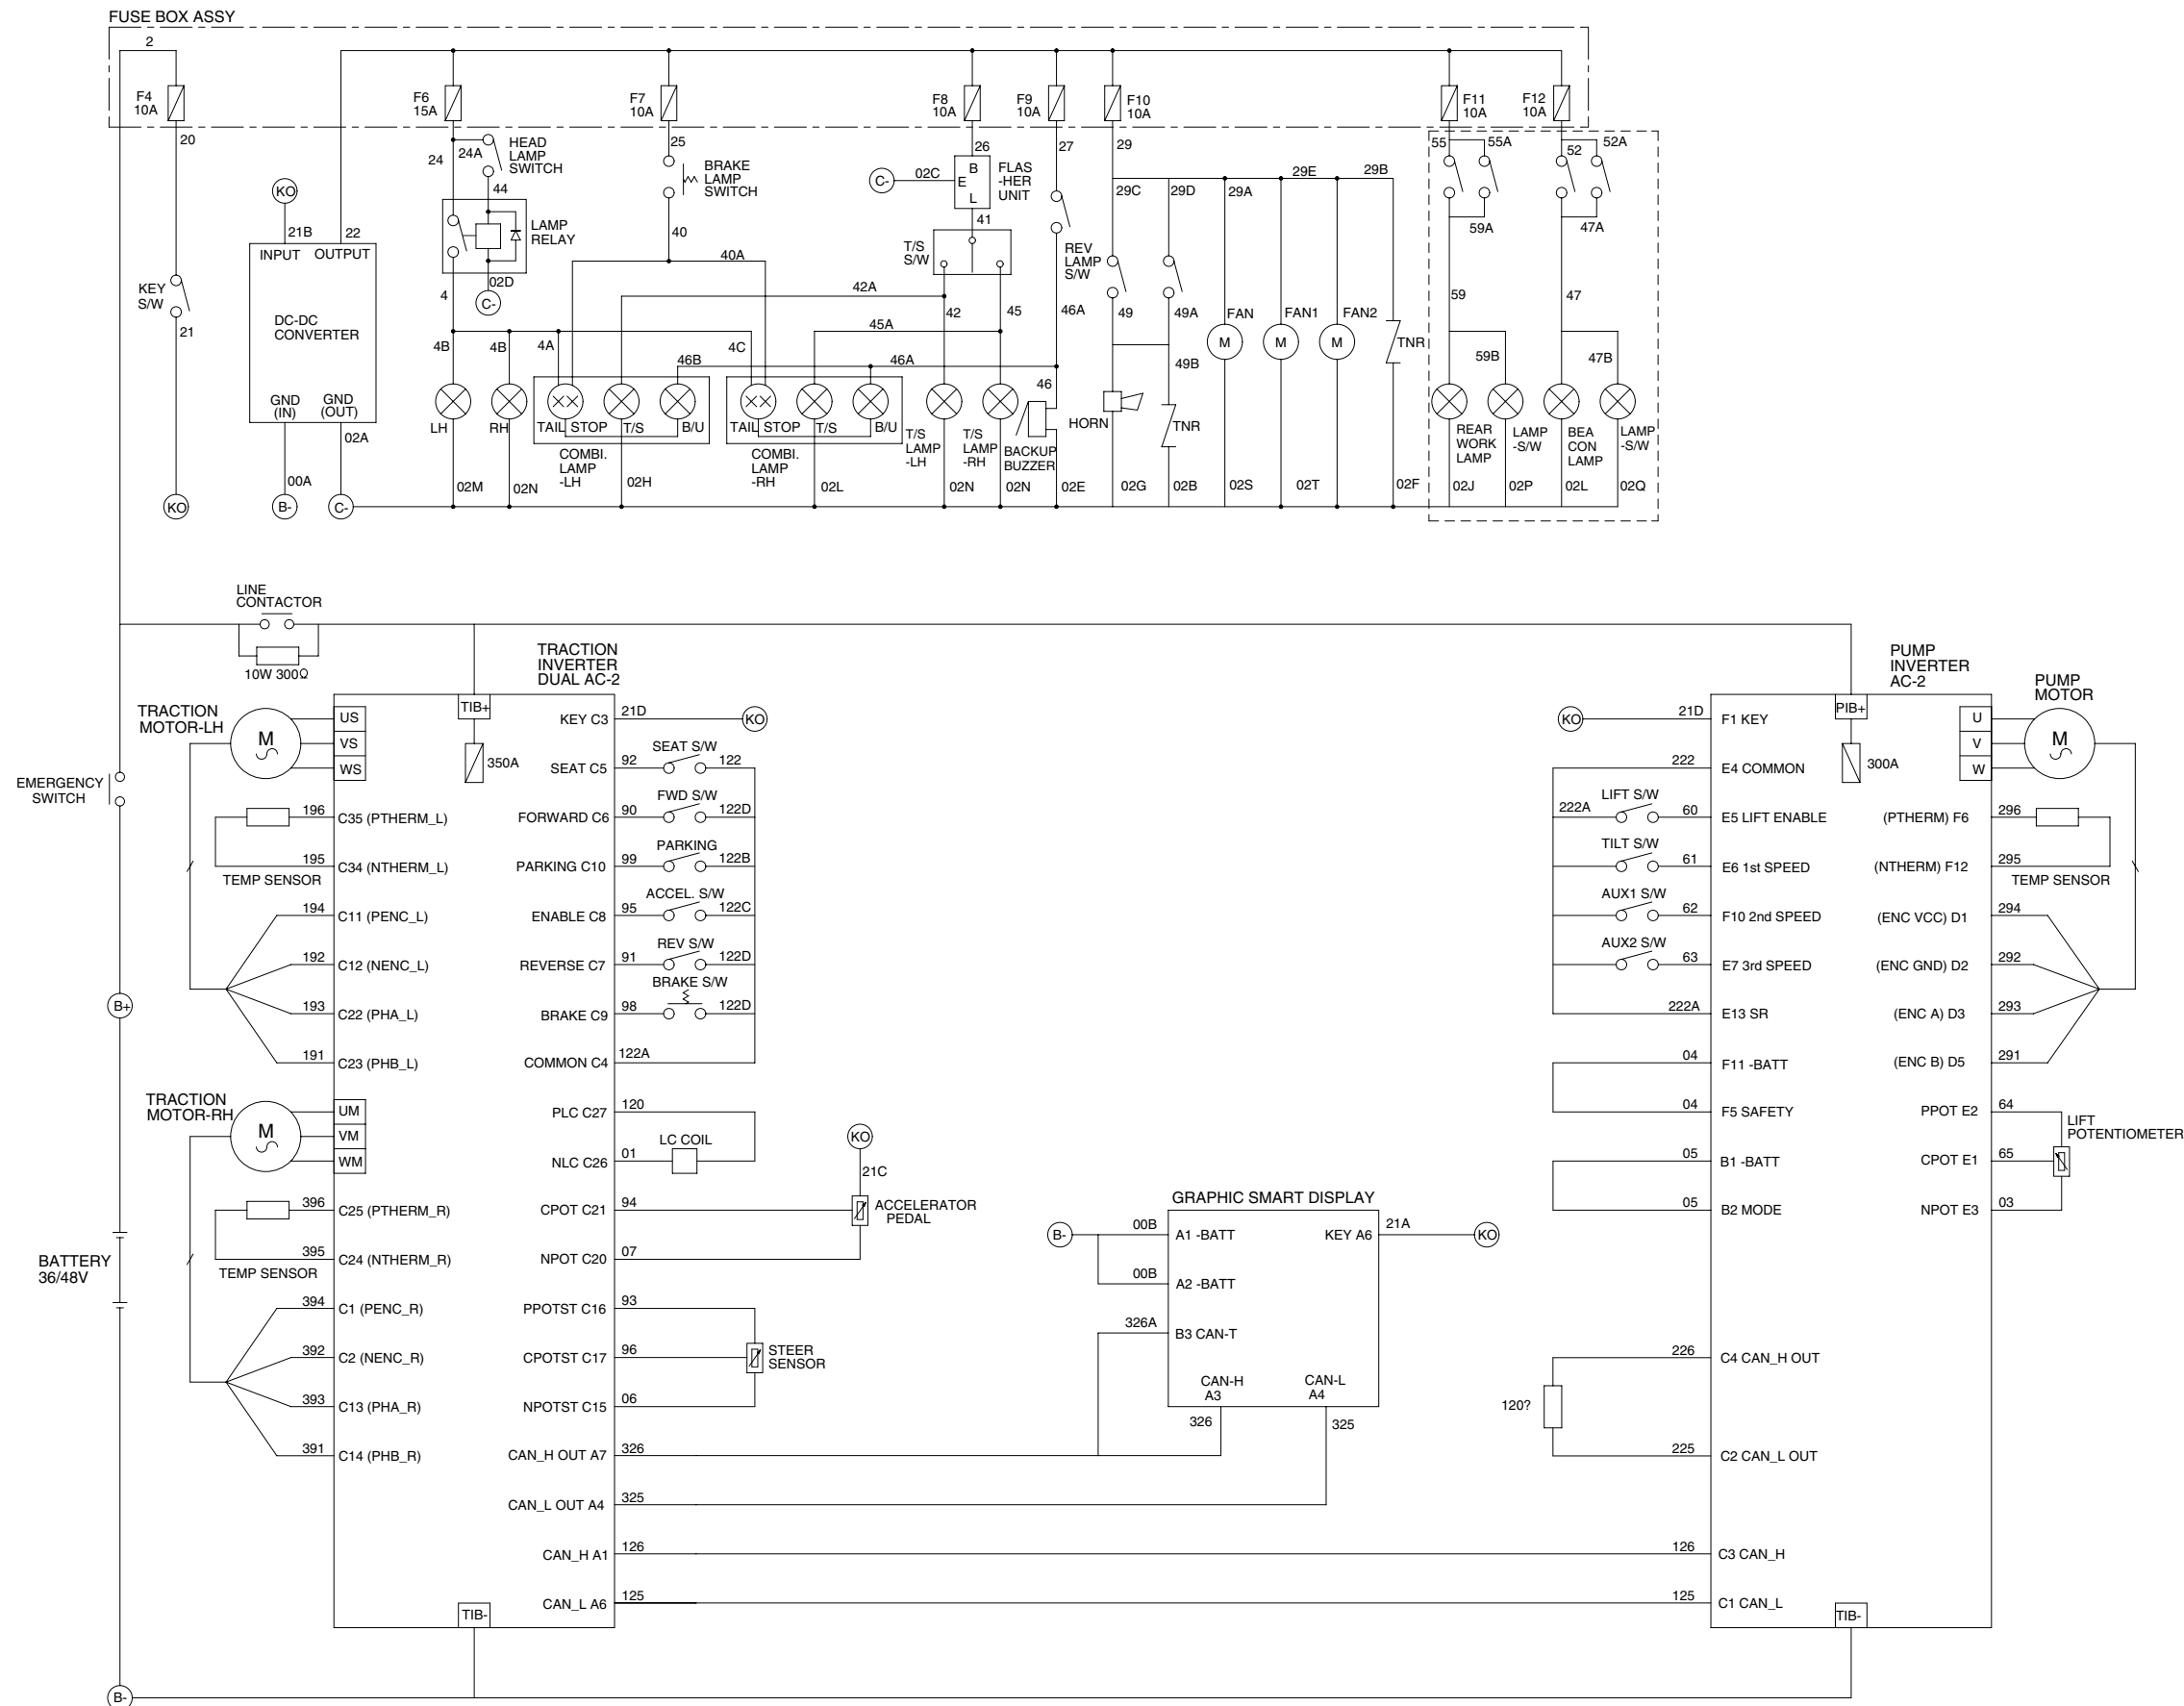 FUSE BOX ASSY
2
F4
10A
F6
15A
F7
10A
F8
10A
F9
10A
F10
10A
F11
10A
F12
10A
20
24
24A
HEAD
LAMP
SWITCH
44
25
BRAKE
LAMP
SWITCH
26
B
E
L
FLAS
-HER
UNIT
C-
02C
27
29
55
55A
52
52A
KO
21B
22
INPUT
OUTPUT
DC-DC
CONVERTER
GND
(IN)
GND
(OUT)
02A
00A
KEY
S/W
21
KO
B-
C-
LAMP
RELAY
02D
C-
4
40
40A
41
T/S
S/W
42A
42
45
45A
REV
LAMP
S/W
46A
29C
29D
29A
29E
29B
49
49A
49B
FAN
FAN1
FAN2
M
M
M
TNR
59A
47A
59
47
59B
47B
4B
4B
4A
4C
46B
46A
46
LH
RH
TAIL
STOP
T/S
B/U
COMBI.
LAMP
-LH
TAIL
STOP
T/S
B/U
COMBI.
LAMP
-RH
T/S
LAMP
-LH
T/S
LAMP
-RH
BACKUP
BUZZER
HORN
TNR
REAR
WORK
LAMP
LAMP
-S/W
BEA
CON
LAMP
LAMP
-S/W
02M
02N
02H
02L
02N
02N
02E
02G
02B
02S
02T
02F
02J
02P
02L
02Q
LINE
CONTACTOR
10W 300Ω
EMERGENCY
SWITCH
B+
BATTERY
36/48V
B-
TRACTION
INVERTER
DUAL AC-2
TIB+
350A
TRACTION
MOTOR-LH
M
US
VS
WS
196
C35 (PTHERM_L)
195
C34 (NTHERM_L)
TEMP SENSOR
194
C11 (PENC_L)
192
C12 (NENC_L)
193
C22 (PHA_L)
191
C23 (PHB_L)
TRACTION
MOTOR-RH
M
UM
VM
WM
396
C25 (PTHERM_R)
395
C24 (NTHERM_R)
TEMP SENSOR
394
C1 (PENC_R)
392
C2 (NENC_R)
393
C13 (PHA_R)
391
C14 (PHB_R)
TIB-
KEY C3
21D
KO
SEAT C5
92
SEAT S/W
122
FORWARD C6
90
FWD S/W
122D
PARKING C10
99
PARKING
122B
ENABLE C8
95
ACCEL. S/W
122C
REVERSE C7
91
REV S/W
122D
BRAKE C9
98
BRAKE S/W
122D
COMMON C4
122A
PLC C27
120
NLC C26
01
LC COIL
KO
21C
CPOT C21
94
ACCELERATOR
PEDAL
NPOT C20
07
PPOTST C16
93
CPOTST C17
96
STEER
SENSOR
NPOTST C15
06
CAN_H OUT A7
326
CAN_L OUT A4
325
CAN_H A1
126
CAN_L A6
125
GRAPHIC SMART DISPLAY
B-
00B
A1 -BATT
KEY A6
21A
KO
00B
A2 -BATT
326A
B3 CAN-T
CAN-H
A3
CAN-L
A4
326
325
PUMP
INVERTER
AC-2
PIB+
300A
PUMP
MOTOR
M
U
V
W
KO
21D
F1 KEY
222
E4 COMMON
222A
LIFT S/W
60
E5 LIFT ENABLE
TILT S/W
61
E6 1st SPEED
AUX1 S/W
62
F10 2nd SPEED
AUX2 S/W
63
E7 3rd SPEED
222A
E13 SR
04
F11 -BATT
04
F5 SAFETY
05
B1 -BATT
05
B2 MODE
226
C4 CAN_H OUT
120?
225
C2 CAN_L OUT
126
C3 CAN_H
125
C1 CAN_L
TIB-
(PTHERM) F6
296
(NTHERM) F12
295
TEMP SENSOR
(ENC VCC) D1
294
(ENC GND) D2
292
(ENC A) D3
293
(ENC B) D5
291
PPOT E2
64
LIFT
POTENTIOMETER
CPOT E1
65
NPOT E3
03